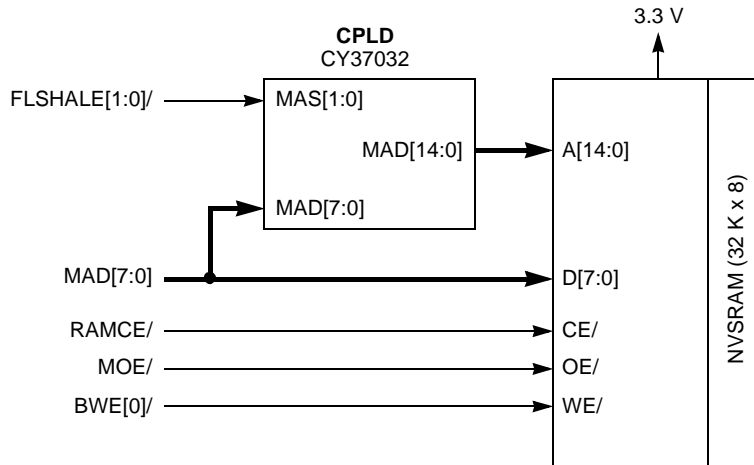 3.3 V
CPLD
CY37032
FLSHALE[1:0]/
MAS[1:0]
MAD[14:0]
A[14:0]
MAD[7:0]
MAD[7:0]
D[7:0]
RAMCE/
CE/
MOE/
OE/
BWE[0]/
WE/
NVSRAM (32 K x 8)